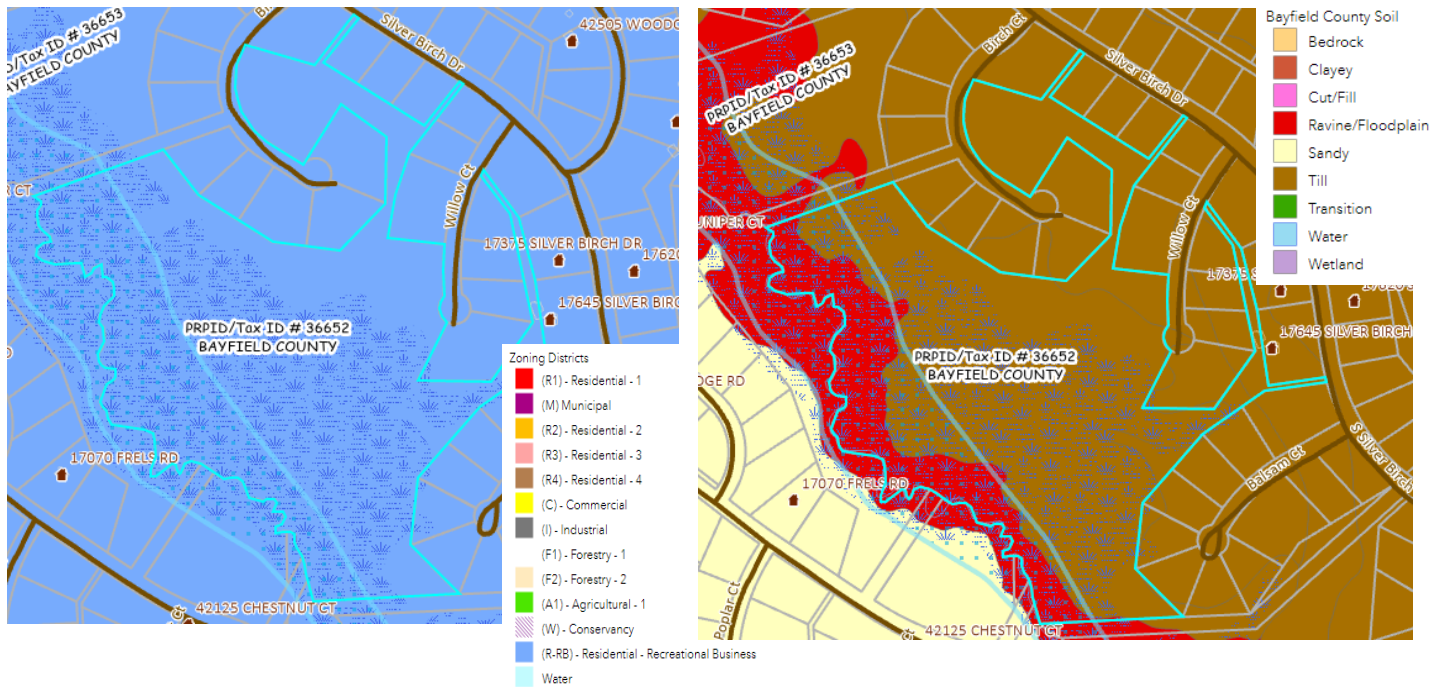 Bi
Silver Birch Dr
42505 WOODC
D/Tax ID # 36653
AYFIELD COUNTY
R CT
Willow Ct
17375 SILVER BIRCH DR
17620
17645 SILVER BIRC
PRPID/Tax ID # 36652
BAYFIELD COUNTY
17070 FRELS RD
42125 CHESTNUT CT
Ct
Zoning Districts
(R1) - Residential - 1
(M) Municipal
(R2) - Residential - 2
(R3) - Residential - 3
(R4) - Residential - 4
(C) - Commercial
(I) - Industrial
(F1) - Forestry - 1
(F2) - Forestry - 2
(A1) - Agricultural - 1
(W) - Conservancy
(R-RB) - Residential - Recreational Business
Water
Birch Ct
Silver Birch Dr
PRPID/Tax ID # 36653
BAYFIELD COUNTY
UNIPER CT
Willow Ct
17375 S
17645 SILVER BIRCH
PRPID/Tax ID # 36652
BAYFIELD COUNTY
DGE RD
S Silver Birch
Balsam Ct
17070 FRELS RD
Poplar Ct
Ct
42125 CHESTNUT CT
Bayfield County Soil
Bedrock
Clayey
Cut/Fill
Ravine/Floodplain
Sandy
Till
Transition
Water
Wetland